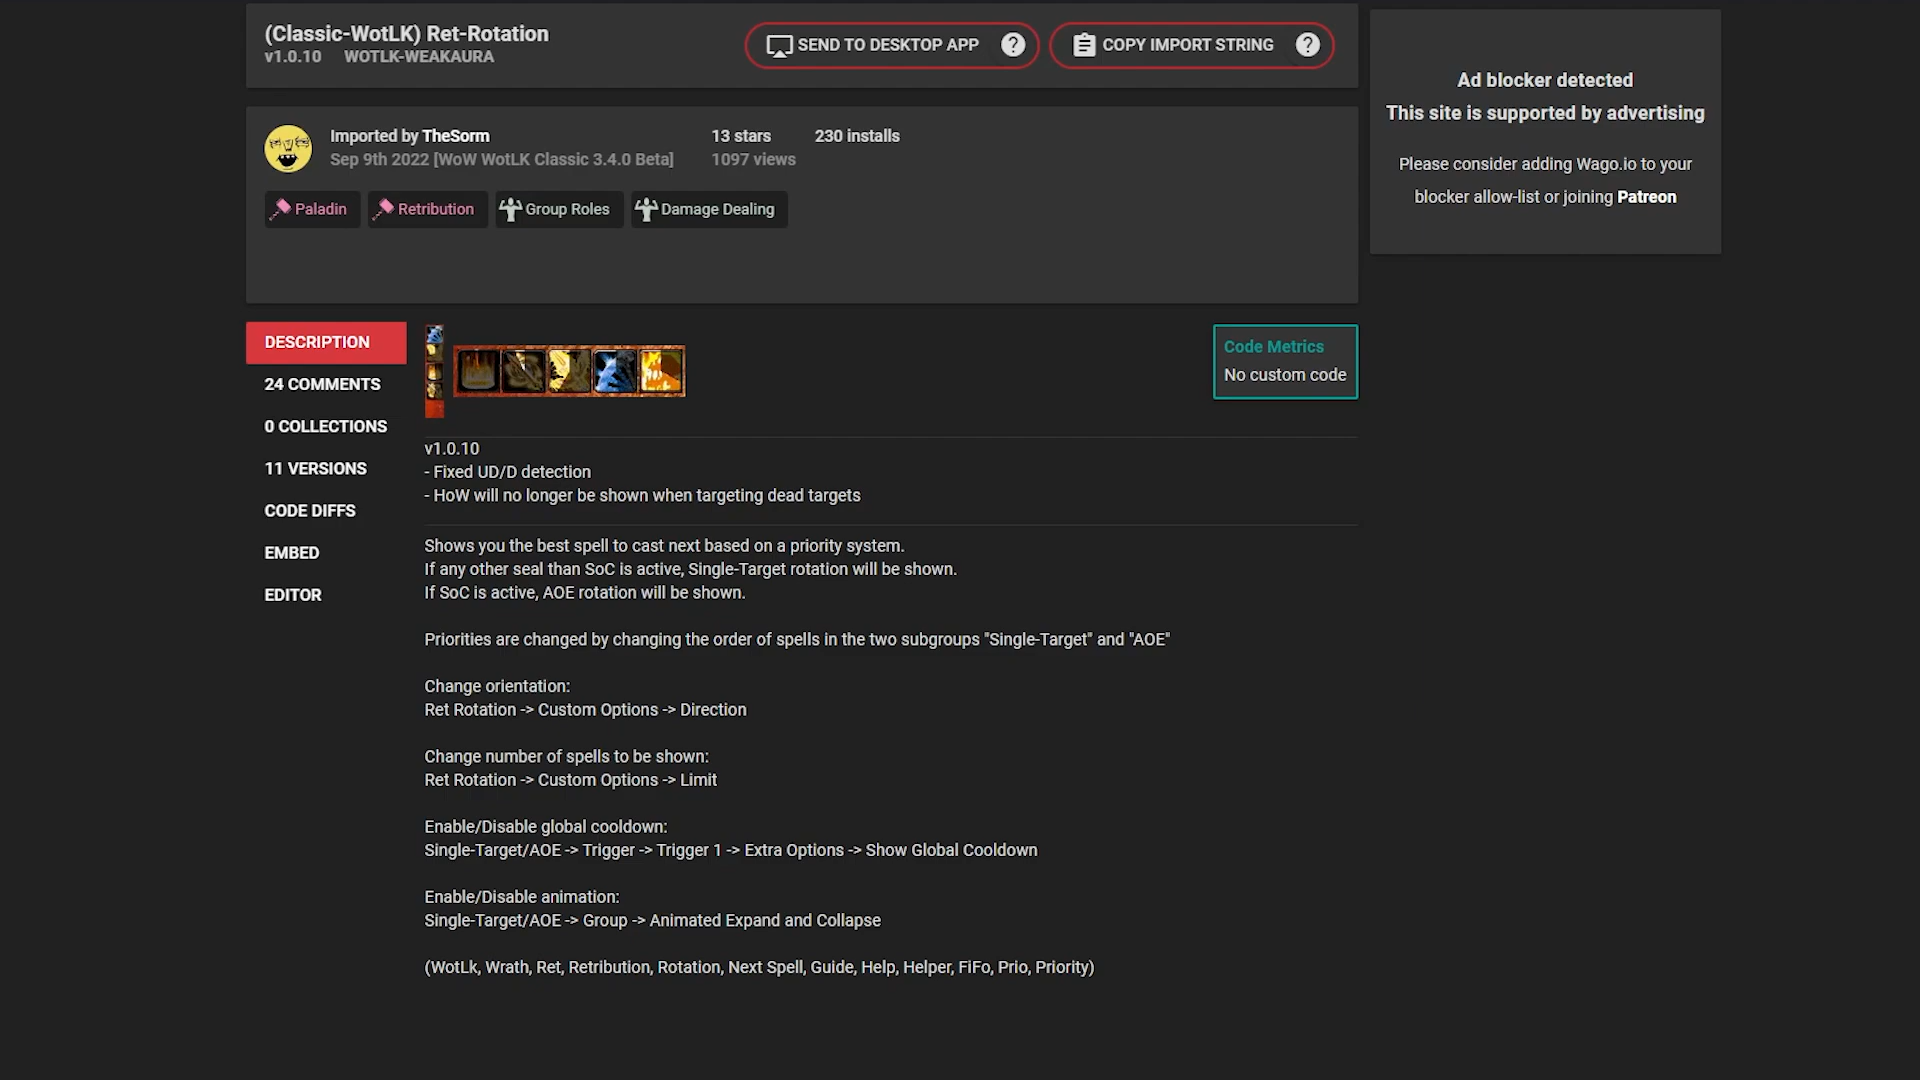 (Classic-WotLK) Ret-Rotation
v1.0.10 WOTLK-WEAKAURA
SEND TO DESKTOP APP ?
COPY IMPORT STRING ?
Imported by TheSorm
Sep 9th 2022 [WoW WotLK Classic 3.4.0 Beta]
13 stars 230 installs
1097 views
Paladin Retribution Group Roles Damage Dealing
Ad blocker detected
This site is supported by advertising
Please consider adding Wago.io to your
blocker allow-list or joining Patreon
DESCRIPTION
24 COMMENTS
0 COLLECTIONS
11 VERSIONS
CODE DIFFS
EMBED
EDITOR
Code Metrics
No custom code
v1.0.10
- Fixed UD/D detection
- HoW will no longer be shown when targeting dead targets
Shows you the best spell to cast next based on a priority system.
If any other seal than SoC is active, Single-Target rotation will be shown.
If SoC is active, AOE rotation will be shown.
Priorities are changed by changing the order of spells in the two subgroups "Single-Target" and "AOE"
Change orientation:
Ret Rotation -> Custom Options -> Direction
Change number of spells to be shown:
Ret Rotation -> Custom Options -> Limit
Enable/Disable global cooldown:
Single-Target/AOE -> Trigger -> Trigger 1 -> Extra Options -> Show Global Cooldown
Enable/Disable animation:
Single-Target/AOE -> Group -> Animated Expand and Collapse
(WotLk, Wrath, Ret, Retribution, Rotation, Next Spell, Guide, Help, Helper, FiFo, Prio, Priority)